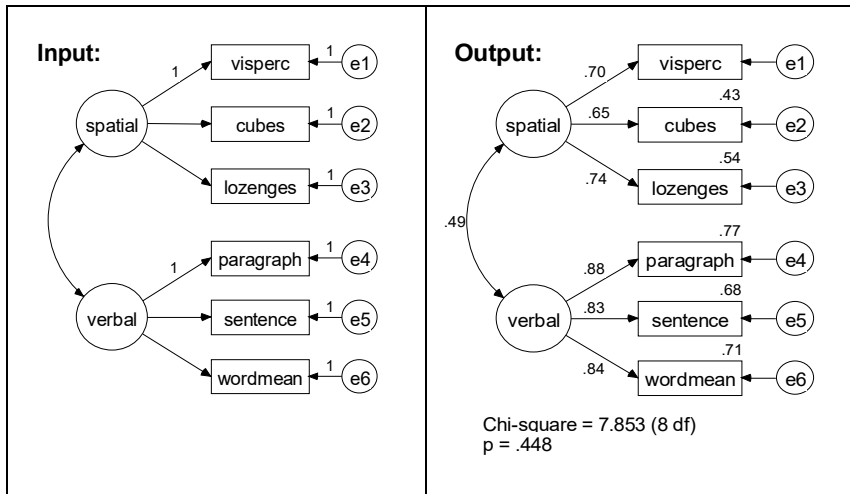 Input:
1
visperc
1
e1
spatial
cubes
1
e2
lozenges
1
e3
1
paragraph
1
e4
verbal
sentence
1
e5
wordmean
1
e6
Output:
.70
visperc
e1
spatial
.65
.43
cubes
e2
.74
.54
lozenges
e3
.49
.77
.88
paragraph
e4
verbal
.83
.68
sentence
e5
.84
.71
wordmean
e6
Chi-square = 7.853 (8 df)
p = .448